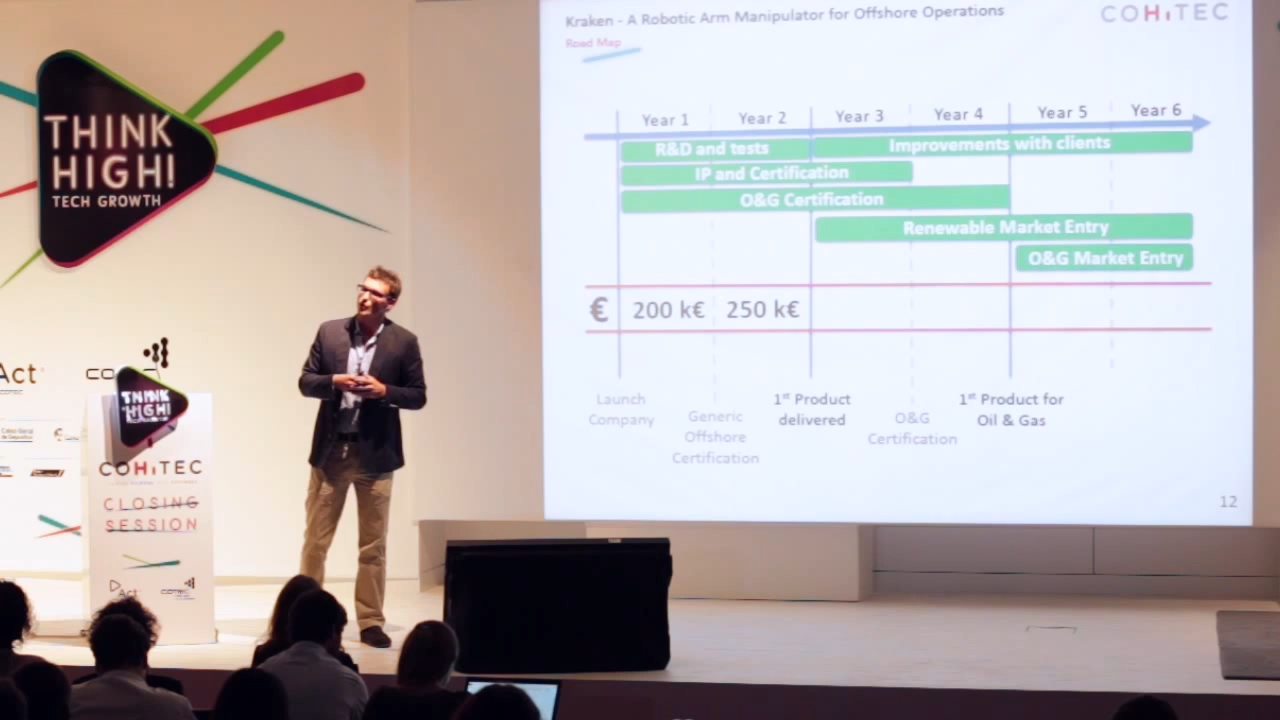 Kraken - A Robotic Arm Manipulator for Offshore Operations
COHiTEC
Road Map
THINK
HIGH!
TECH GROWTH
Year 1 Year 2 Year 3 Year 4 Year 5 Year 6
R&D and tests Improvements with clients
IP and Certification
O&G Certification
Renewable Market Entry
O&G Market Entry
€ 200 k€ 250 k€
Launch
Company
Generic
Offshore
Certification
1st Product
delivered
O&G
Certification
1st Product for
Oil & Gas
12
Act
THINK
HIGH!
COHiTEC
CLOSING
SESSION
Act